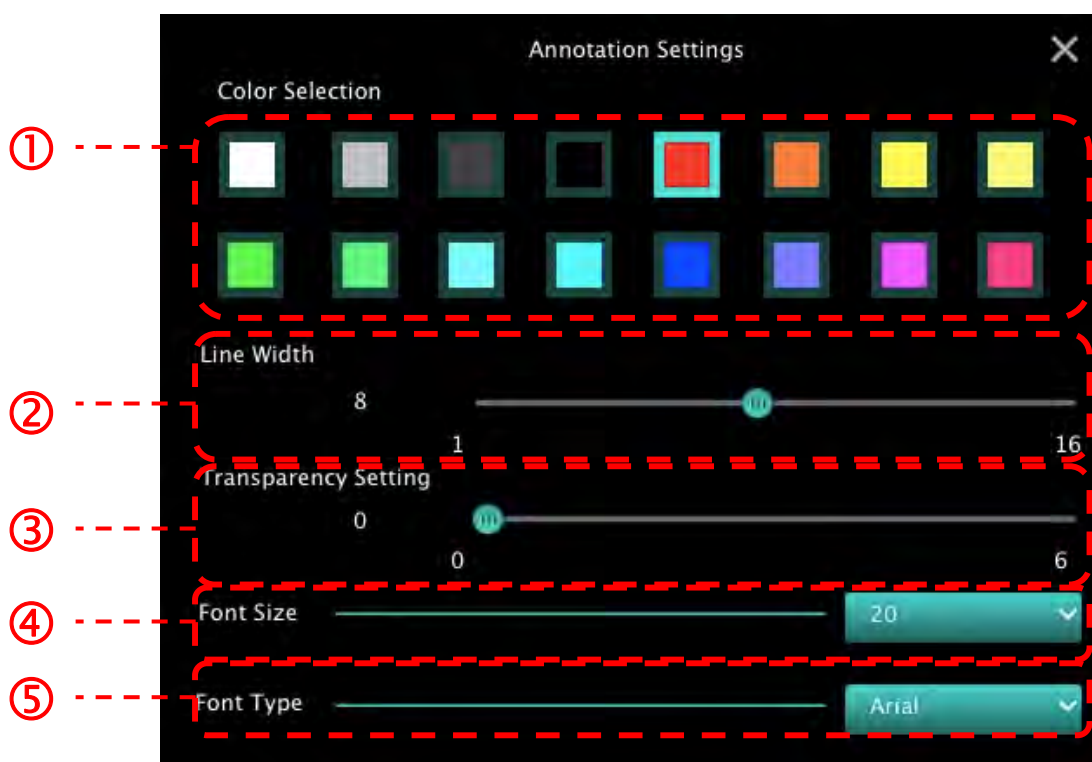 Annotation Settings
Color Selection
①
Line Width
②
8
1 16
Transparency Setting
③
0
0 6
④ Font Size 20
⑤ Font Type Arial